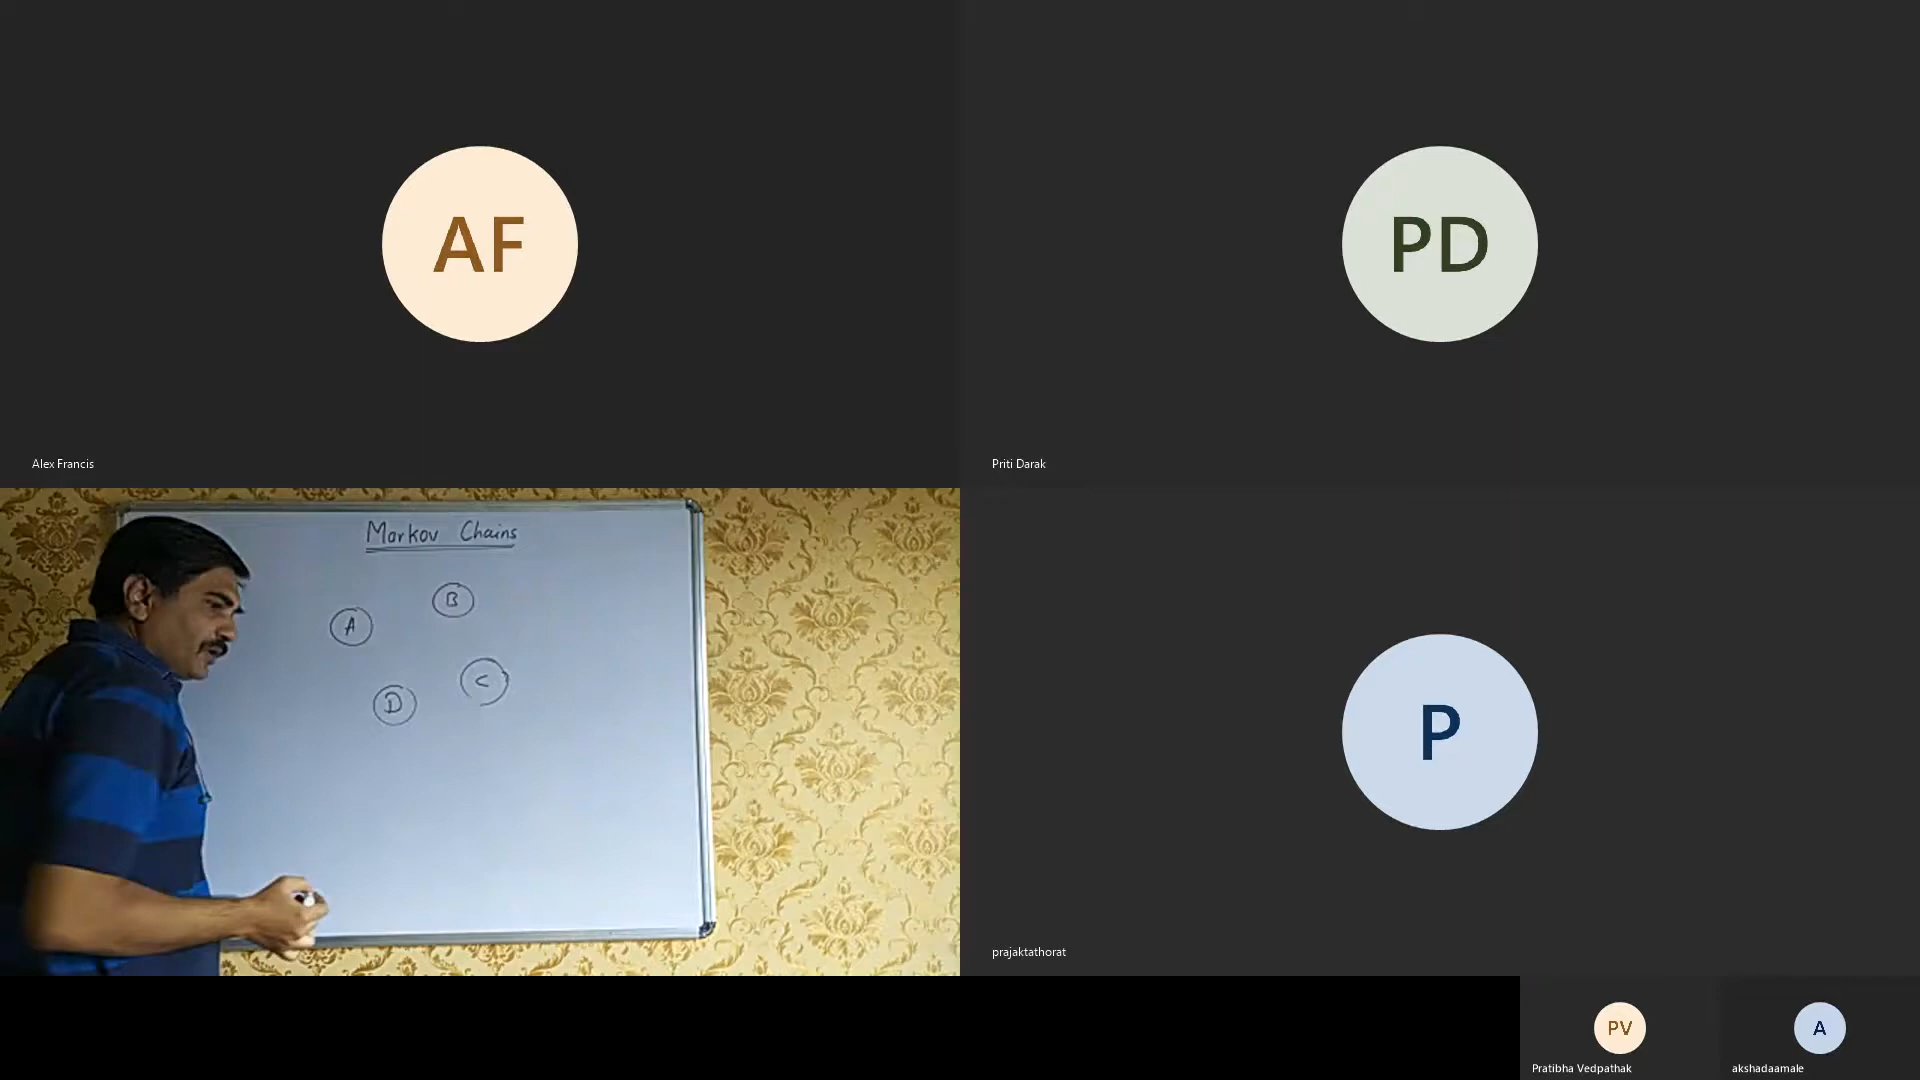 AF
PD
Alex Francis
Priti Darak
Markov Chains
B
A
C
D
P
prajaktathorat
PV
A
Pratibha Vedpathak
akshadaamale